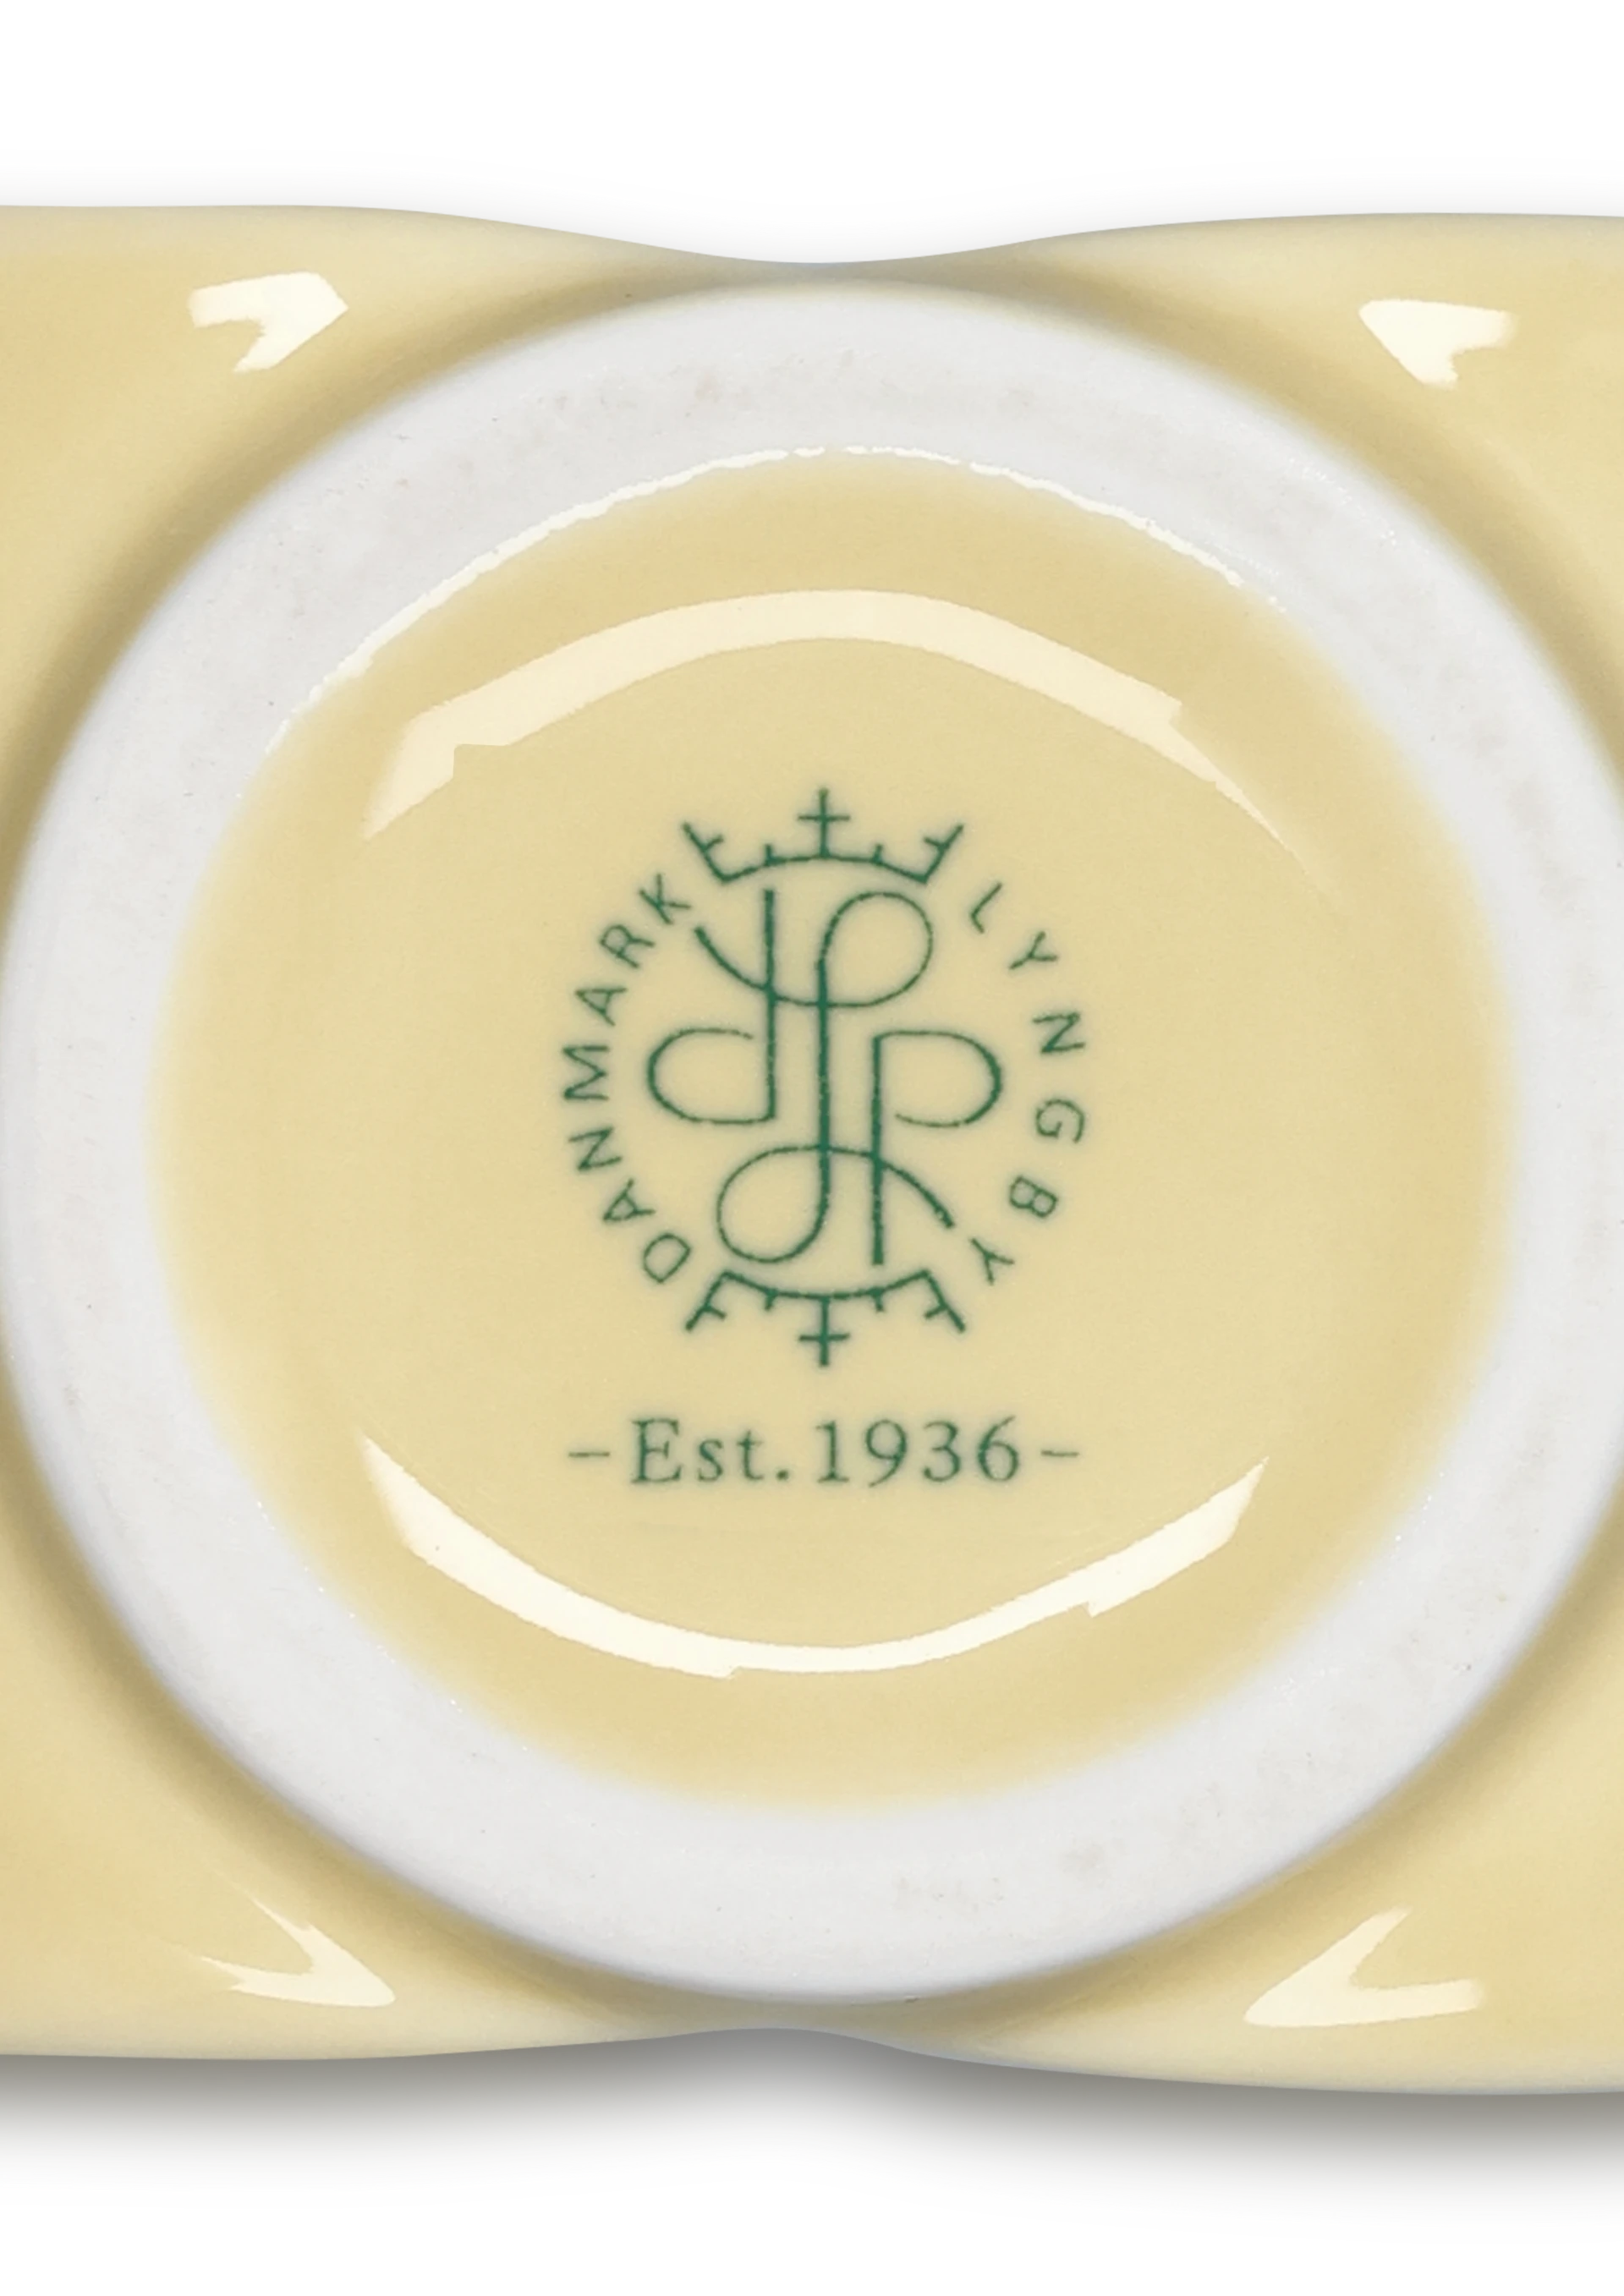 DANMARK
LYNGBY
-Est. 1936-